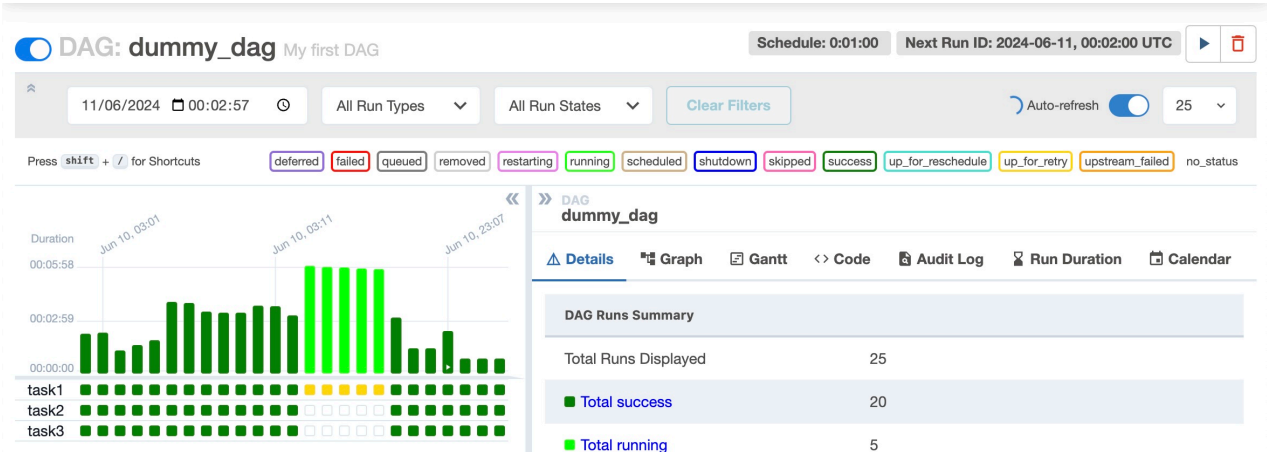 DAG: dummy_dag My first DAG
Schedule: 0:01:00
Next Run ID: 2024-06-11, 00:02:00 UTC
11/06/2024 00:02:57
All Run Types
All Run States
Clear Filters
Auto-refresh
25
Press shift + / for Shortcuts
deferred
failed
queued
removed
restarting
running
scheduled
shutdown
skipped
success
up_for_reschedule
up_for_retry
upstream_failed
no_status
Duration
Jun 10, 03:01
Jun 10, 03:11
Jun 10, 23:07
00:05:58
00:02:59
00:00:00
task1
task2
task3
DAG
dummy_dag
Details
Graph
Gantt
Code
Audit Log
Run Duration
Calendar
DAG Runs Summary
Total Runs Displayed 25
Total success 20
Total running 5